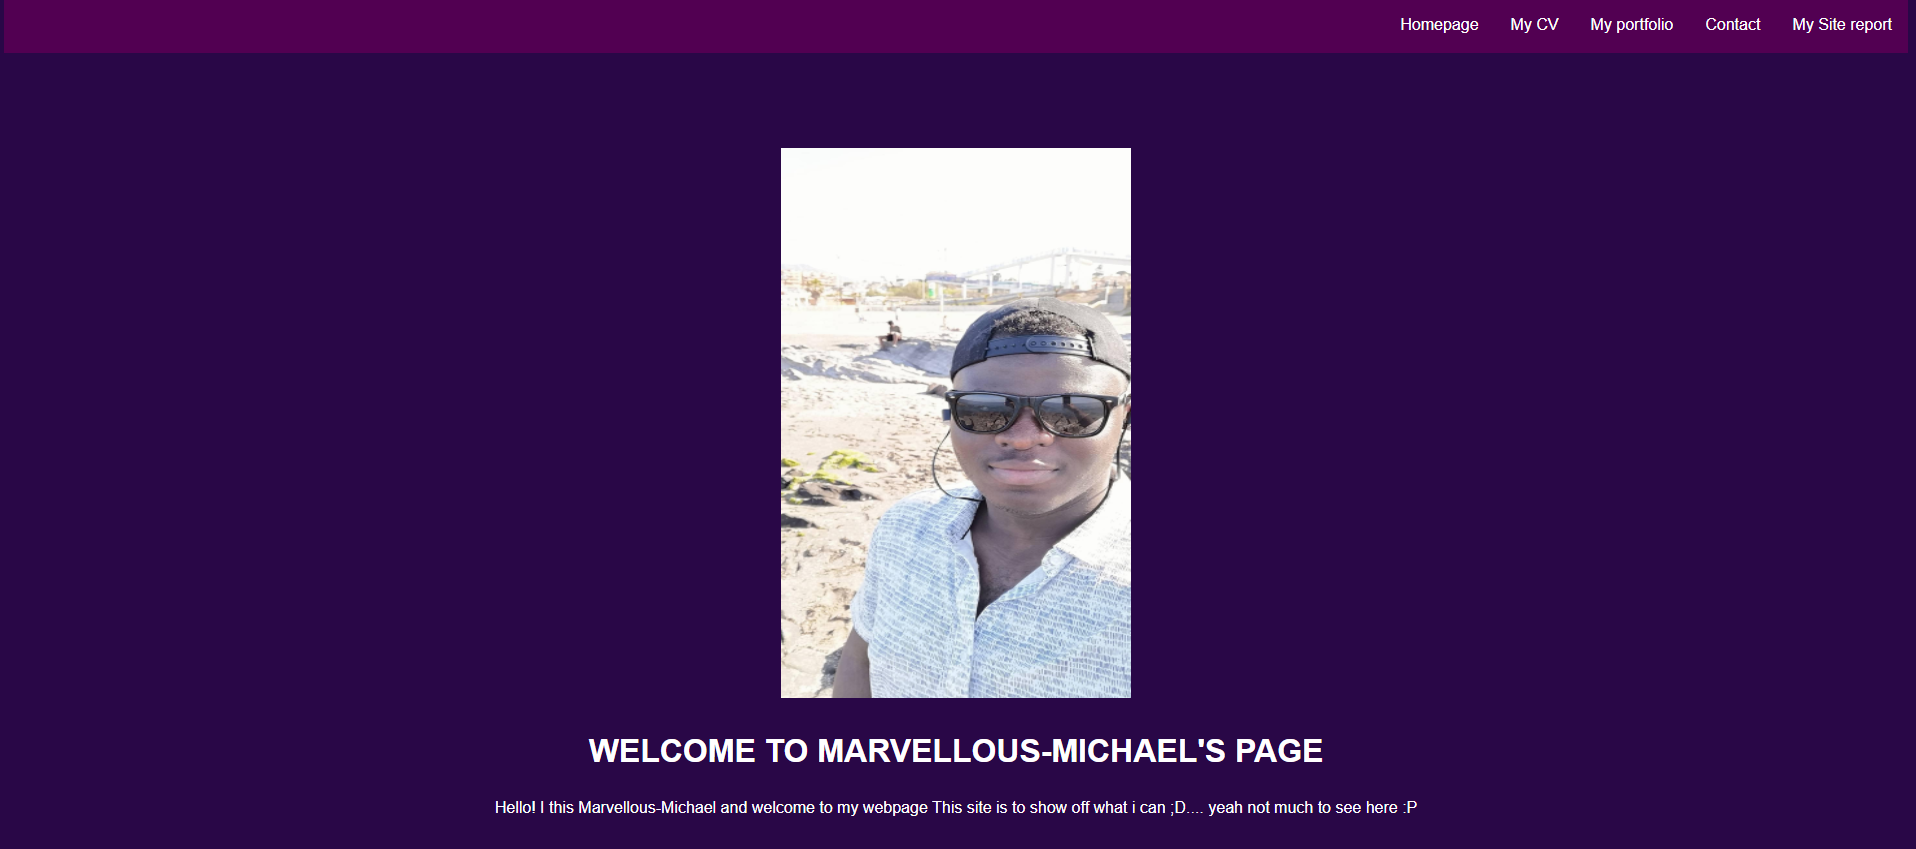 Homepage My CV My portfolio Contact My Site report
WELCOME TO MARVELLOUS-MICHAEL'S PAGE
Hello! I this Marvellous-Michael and welcome to my webpage This site is to show off what i can ;D.... yeah not much to see here :P